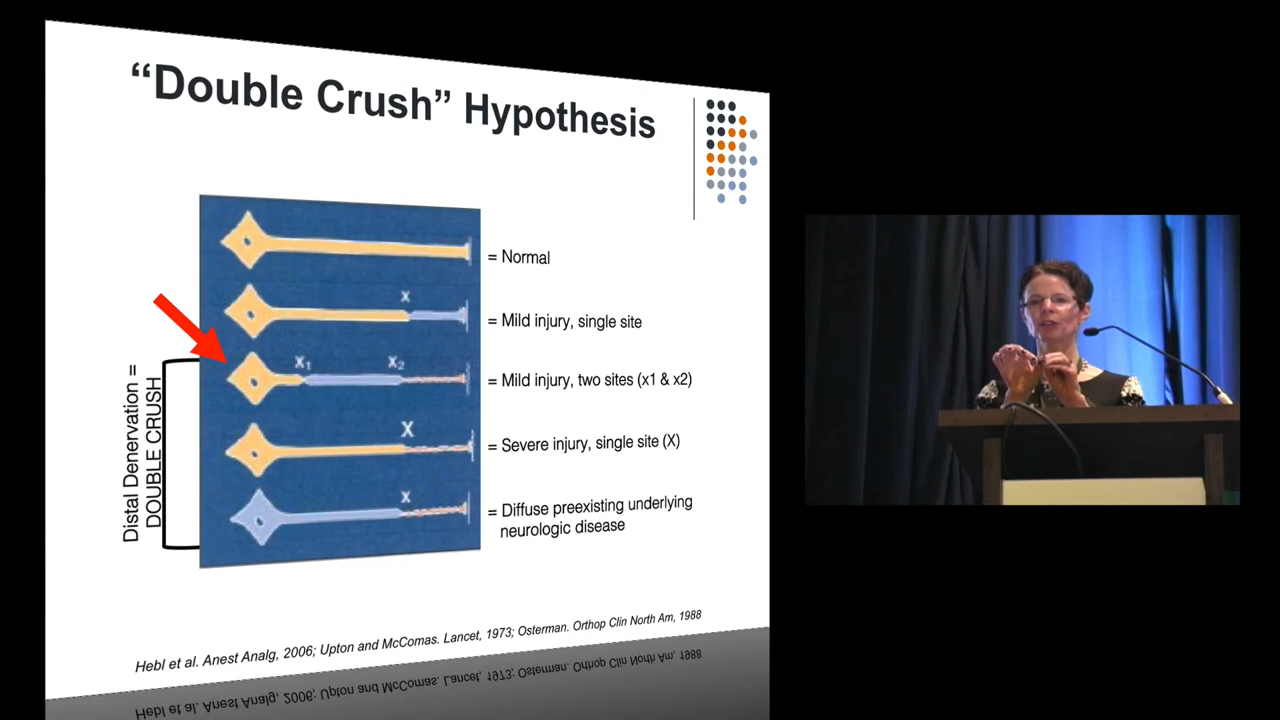 “Double Crush” Hypothesis
= Normal
X
= Mild injury, single site
X1 X2
= Mild injury, two sites (x1 & x2)
X
= Severe injury, single site (X)
X
= Diffuse preexisting underlying
neurologic disease
Distal Denervation =
DOUBLE CRUSH
Hebl et al. Anest Analg, 2006; Upton and McComas. Lancet, 1973; Osterman. Orthop Clin North Am, 1988